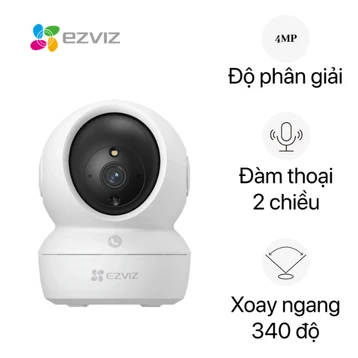 ezviz
4MP
Độ phân giải
Đàm thoại
2 chiều
EZVIZ
Xoay ngang
340 độ